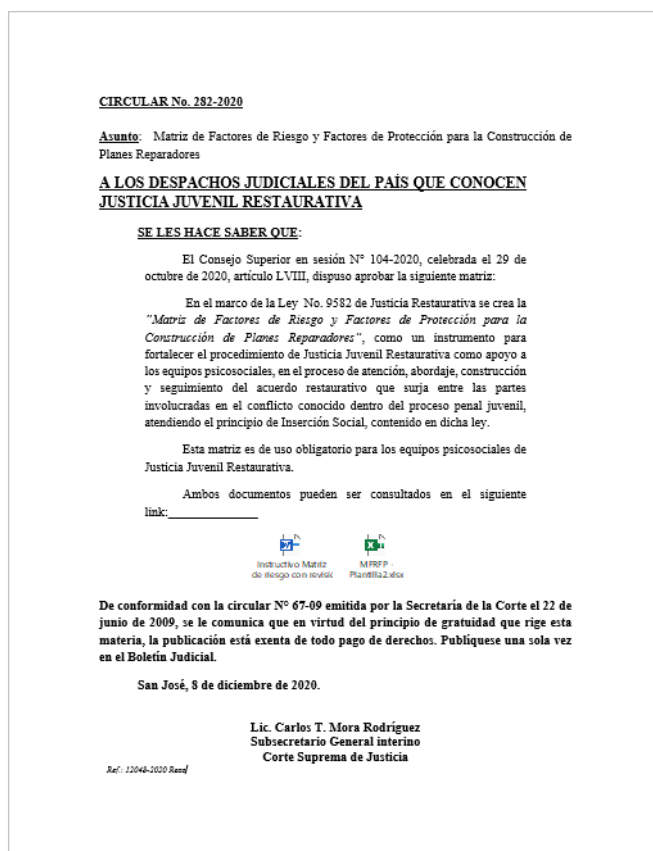 CIRCULAR No. 282-2020
Asunto: Matriz de Factores de Riesgo y Factores de Protección para la Construcción de
Planes Reparadores
A LOS DESPACHOS JUDICIALES DEL PAÍS QUE CONOCEN
JUSTICIA JUVENIL RESTAURATIVA
SE LES HACE SABER QUE:
El Consejo Superior en sesión N° 104-2020, celebrada el 29 de
octubre de 2020, artículo LVIII, dispuso aprobar la siguiente matriz:
En el marco de la Ley No. 9582 de Justicia Restaurativa se crea la
"Matriz de Factores de Riesgo y Factores de Protección para la
Construcción de Planes Reparadores", como un instrumento para
fortalecer el procedimiento de Justicia Juvenil Restaurativa como apoyo a
los equipos psicosociales, en el proceso de atención, abordaje, construcción
y seguimiento del acuerdo restaurativo que surja entre las partes
involucradas en el conflicto conocido dentro del proceso penal juvenil,
atendiendo el principio de Inserción Social, contenido en dicha ley.
Esta matriz es de uso obligatorio para los equipos psicosociales de
Justicia Juvenil Restaurativa.
Ambos documentos pueden ser consultados en el siguiente
link:______________
Instructivo Matriz
de riesgo con revisic
MFRFP -
Plantilla2.xlsx
De conformidad con la circular N° 67-09 emitida por la Secretaría de la Corte el 22 de
junio de 2009, se le comunica que en virtud del principio de gratuidad que rige esta
materia, la publicación está exenta de todo pago de derechos. Publíquese una sola vez
en el Boletín Judicial.
San José, 8 de diciembre de 2020.
Lic. Carlos T. Mora Rodríguez
Subsecretario General interino
Corte Suprema de Justicia
Ref.: 12048-2020